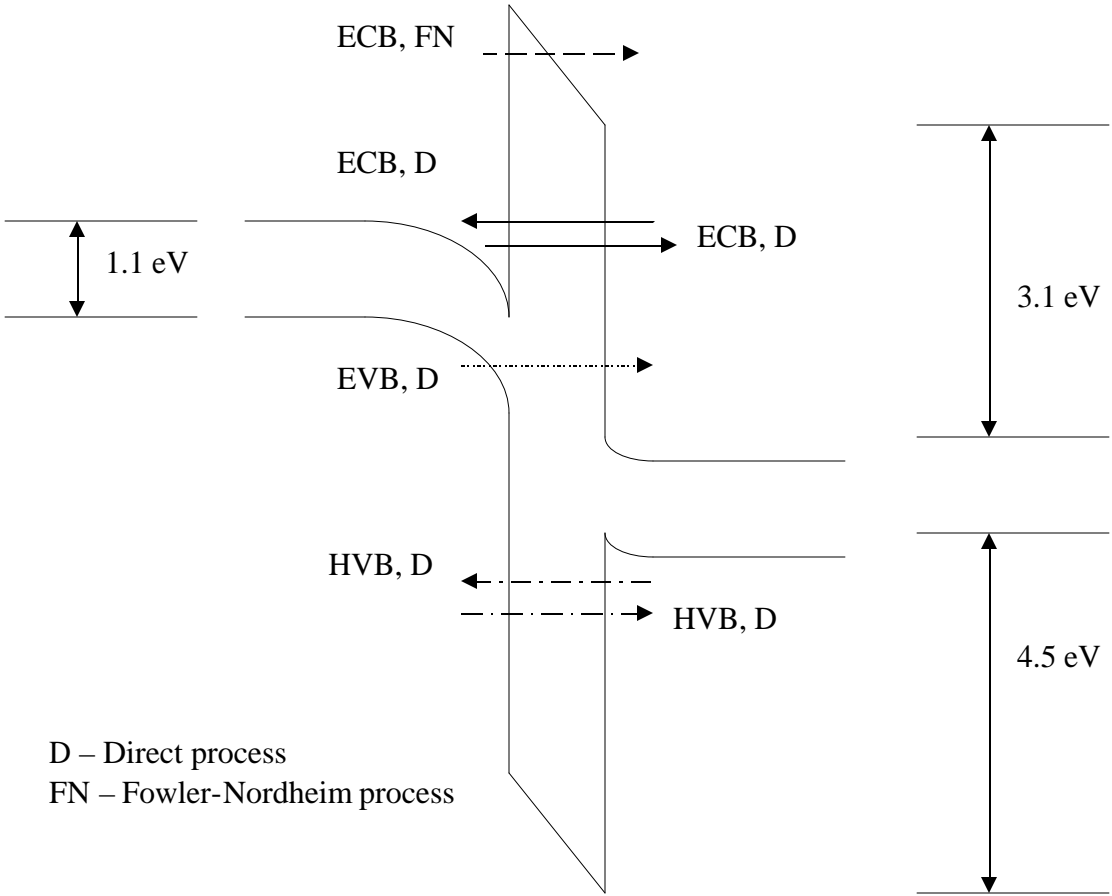 ECB, FN
ECB, D
ECB, D
1.1 eV
3.1 eV
EVB, D
HVB, D
HVB, D
4.5 eV
D – Direct process
FN – Fowler-Nordheim process